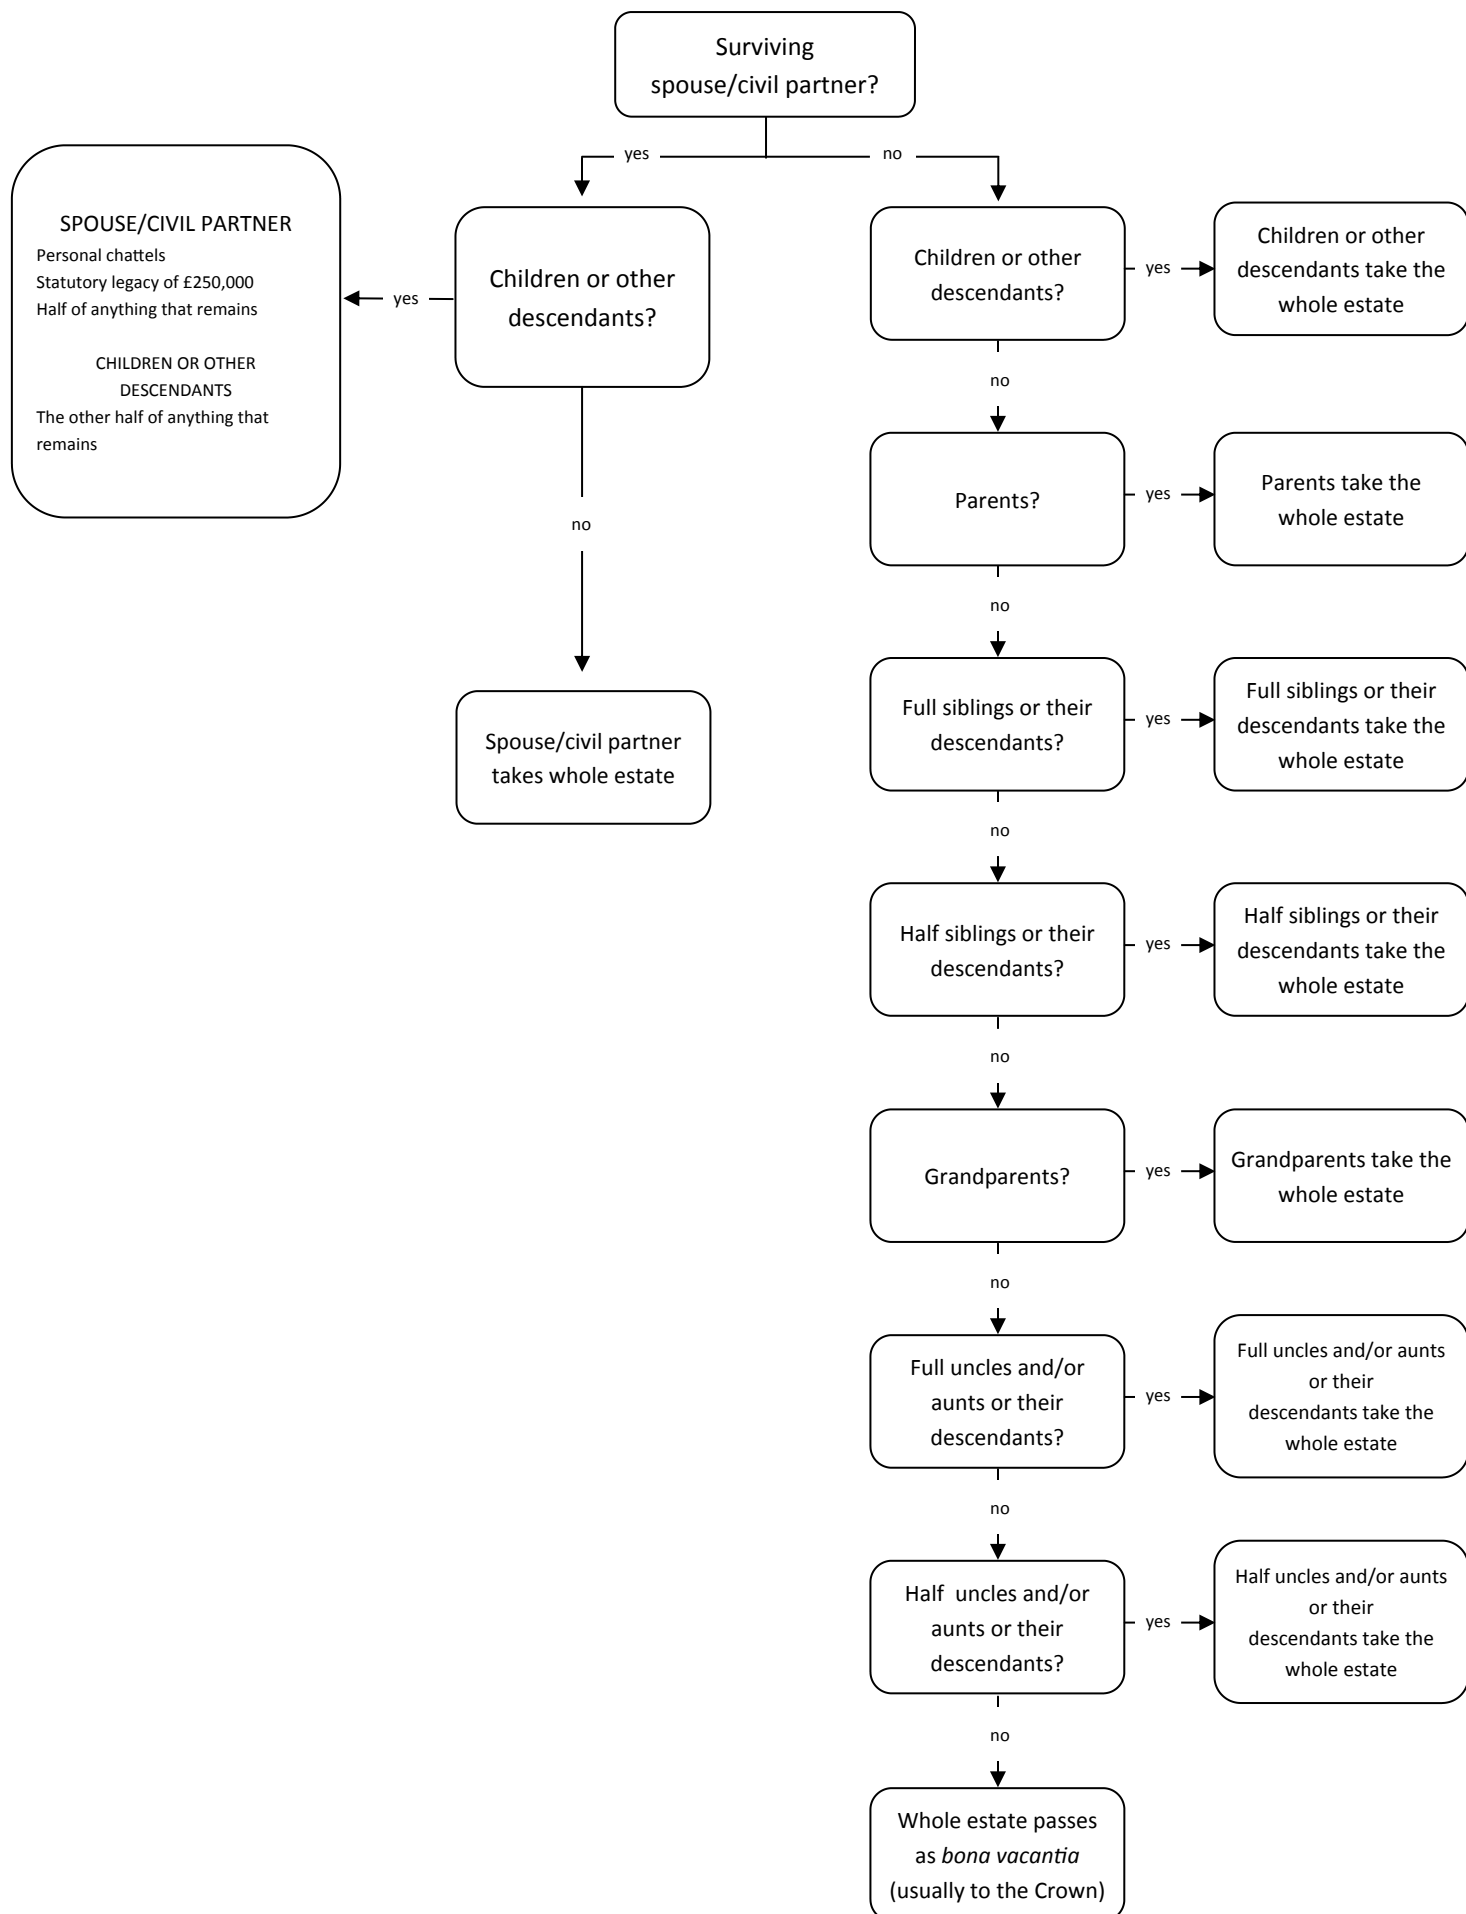 Surviving
spouse/civil partner?
yes
no
SPOUSE/CIVIL PARTNER
Personal chattels
Statutory legacy of £250,000
Half of anything that remains
CHILDREN OR OTHER
DESCENDANTS
The other half of anything that
remains
yes
Children or other
descendants?
no
Spouse/civil partner
takes whole estate
Children or other
descendants?
yes
Children or other
descendants take the
whole estate
no
Parents?
yes
Parents take the
whole estate
no
Full siblings or their
descendants?
yes
Full siblings or their
descendants take the
whole estate
no
Half siblings or their
descendants?
yes
Half siblings or their
descendants take the
whole estate
no
Grandparents?
yes
Grandparents take the
whole estate
no
Full uncles and/or
aunts or their
descendants?
yes
Full uncles and/or aunts
or their
descendants take the
whole estate
no
Half  uncles and/or
aunts or their
descendants?
yes
Half uncles and/or aunts
or their
descendants take the
whole estate
no
Whole estate passes
as bona vacantia
(usually to the Crown)